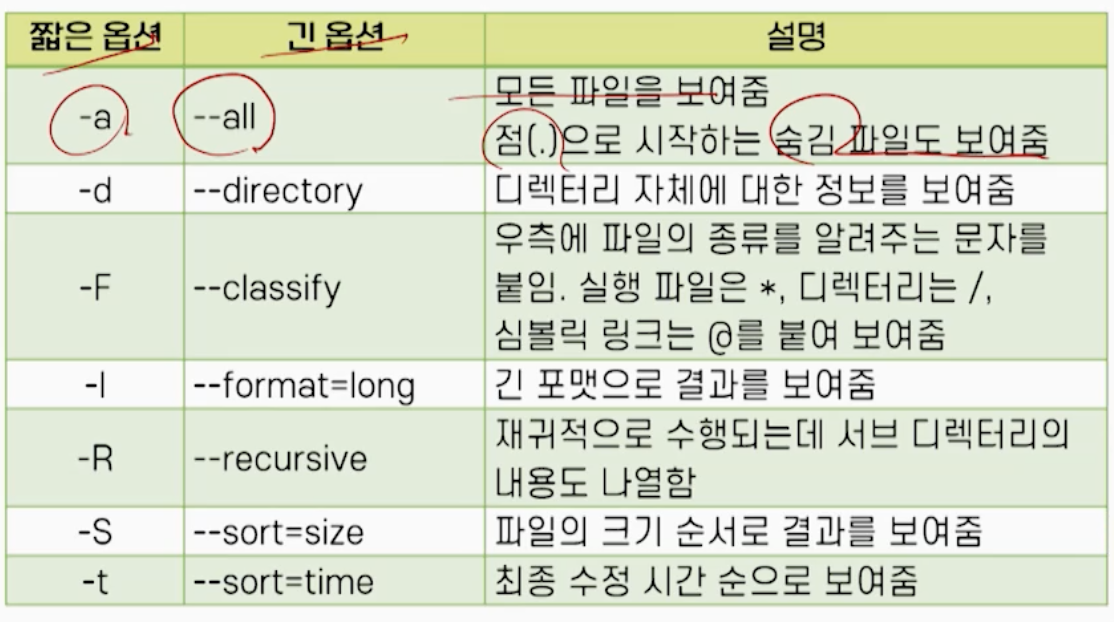 짧은 옵션 긴 옵션 설명
-a --all 모든 파일을 보여줌
점(.)으로 시작하는 숨김 파일도 보여줌
-d --directory 디렉터리 자체에 대한 정보를 보여줌
우측에 파일의 종류를 알려주는 문자를
-F --classify 붙임. 실행 파일은 *, 디렉터리는 /,
심볼릭 링크는 @를 붙여 보여줌
-l --format=long 긴 포맷으로 결과를 보여줌
-R --recursive 재귀적으로 수행되는데 서브 디렉터리의
내용도 나열함
-S --sort=size 파일의 크기 순서로 결과를 보여줌
-t --sort=time 최종 수정 시간 순으로 보여줌